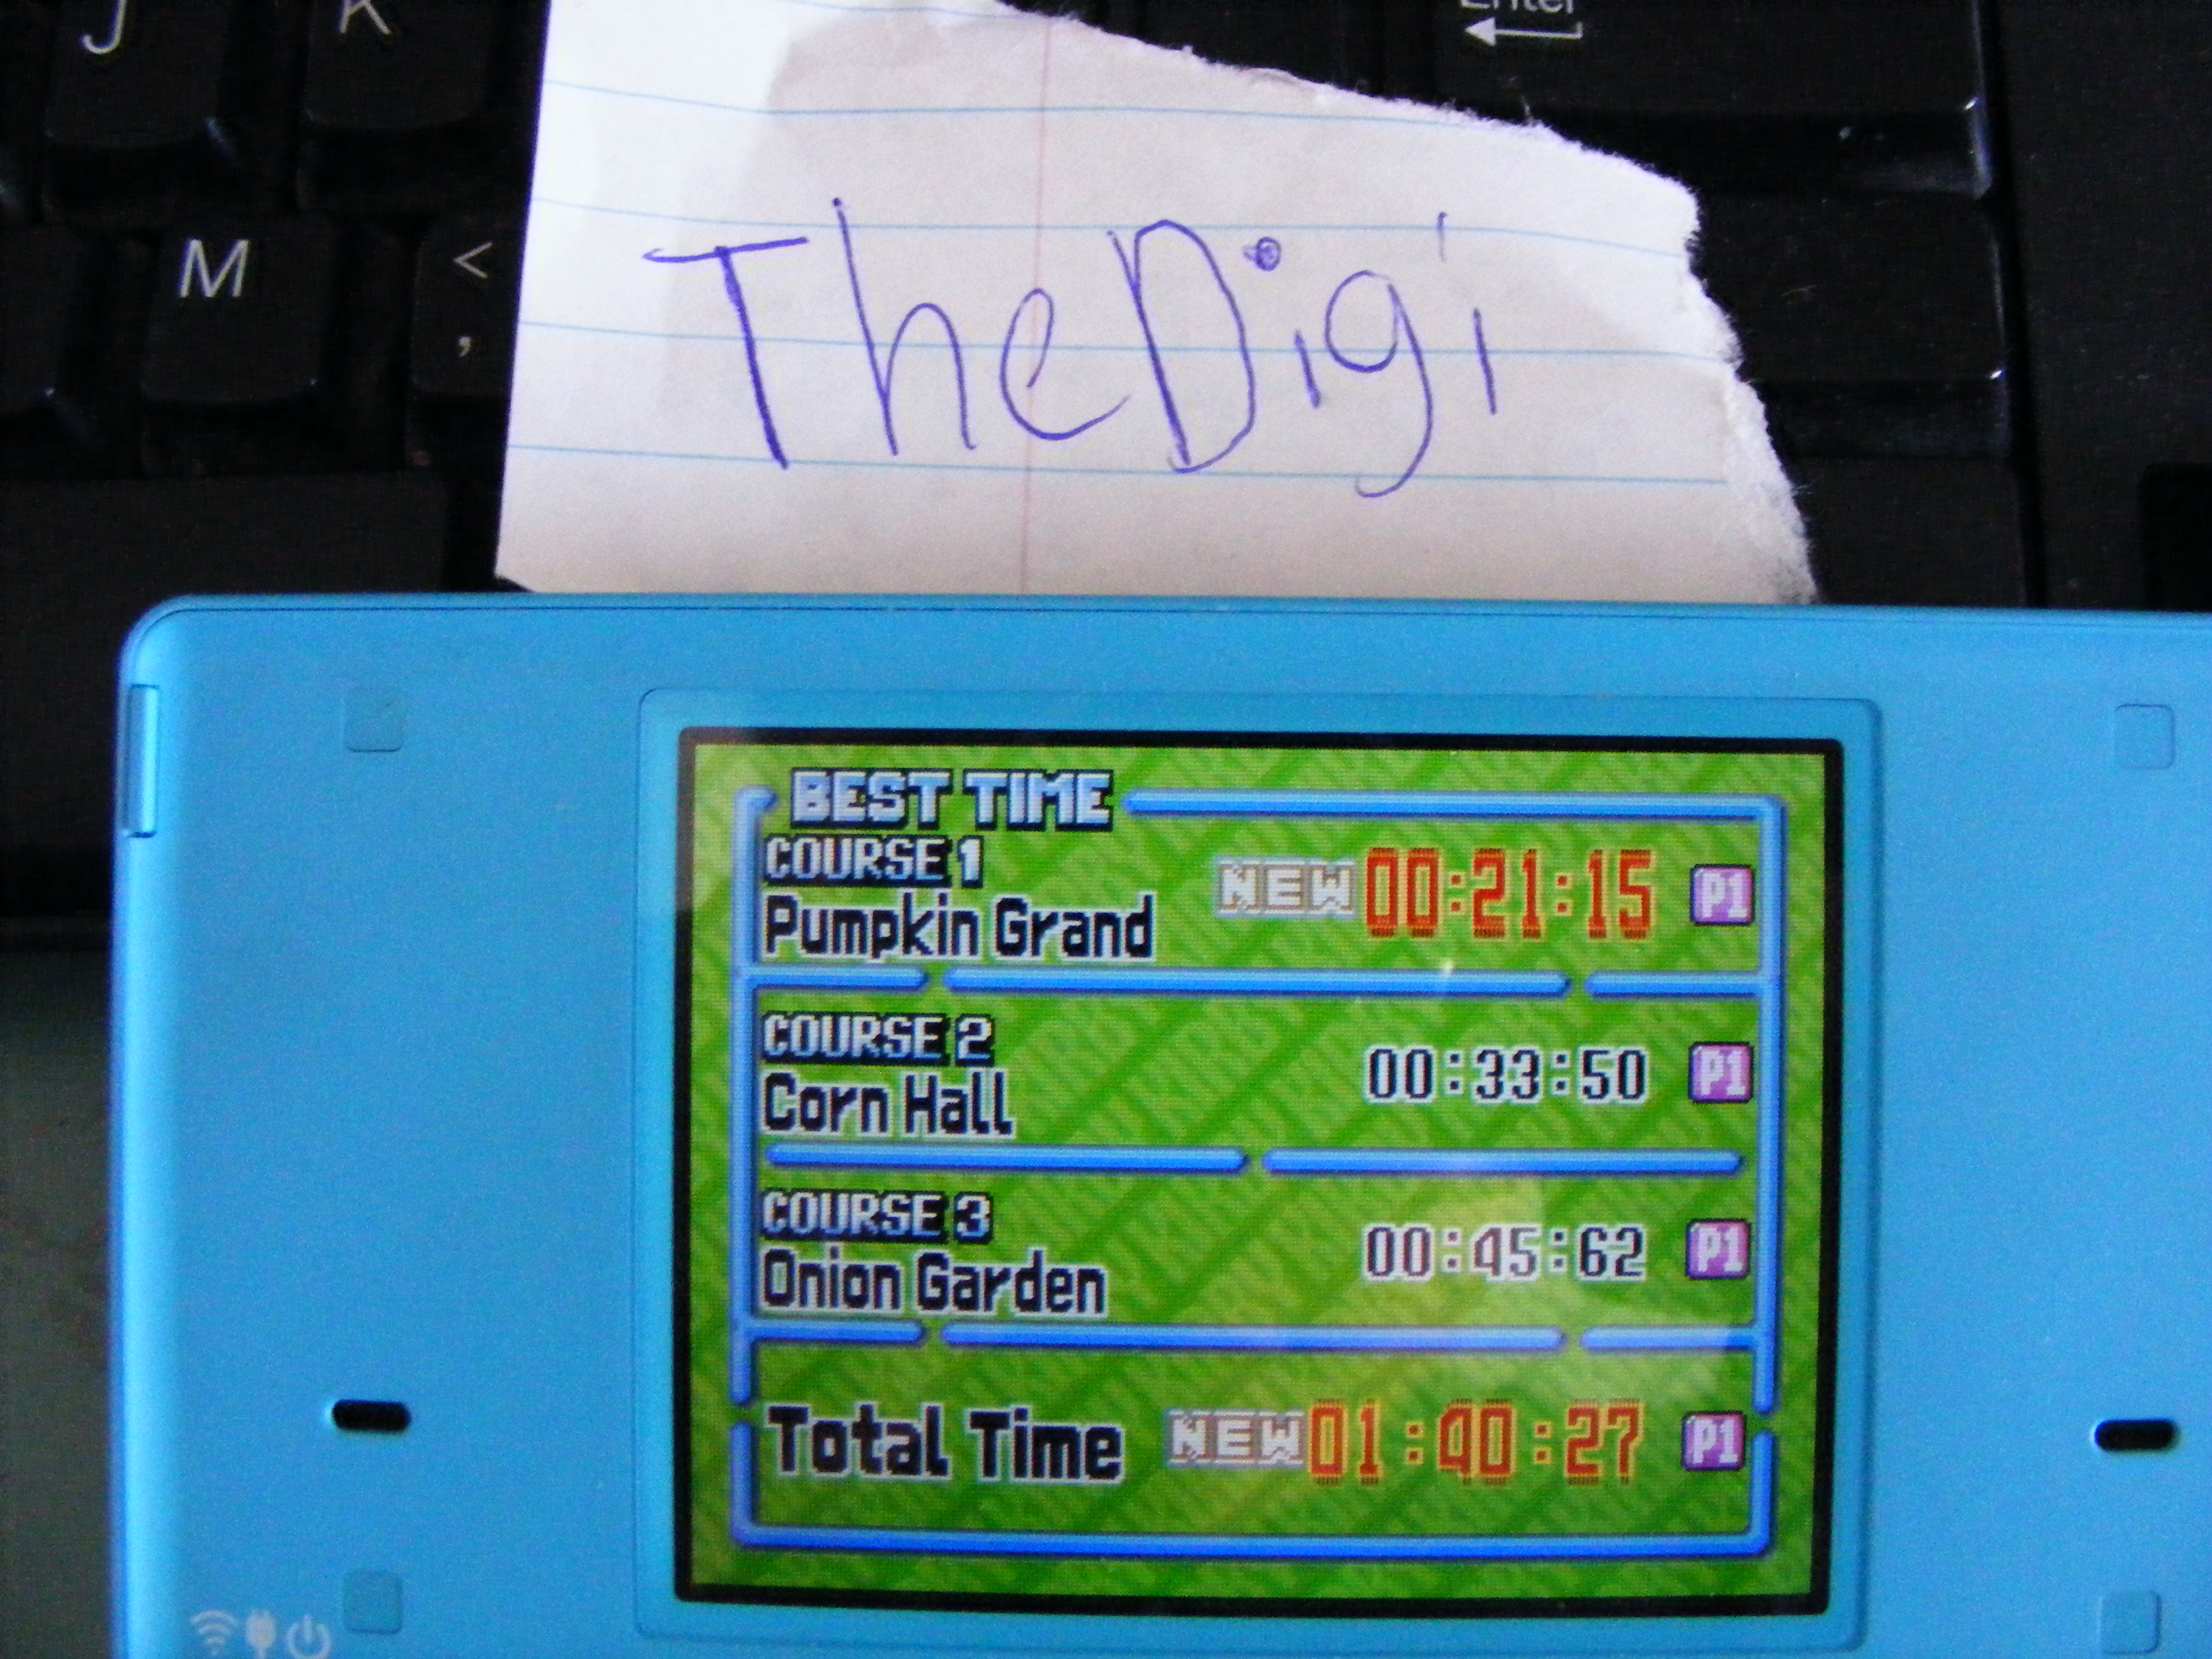 J K Enter
M < ,
TheDigi
BEST TIME
COURSE 1
Pumpkin Grand NEW 00:21:15 P1
COURSE 2
Corn Hall 00:33:50 P1
COURSE 3
Onion Garden 00:45:62 P1
Total Time NEW 01:40:27 P1